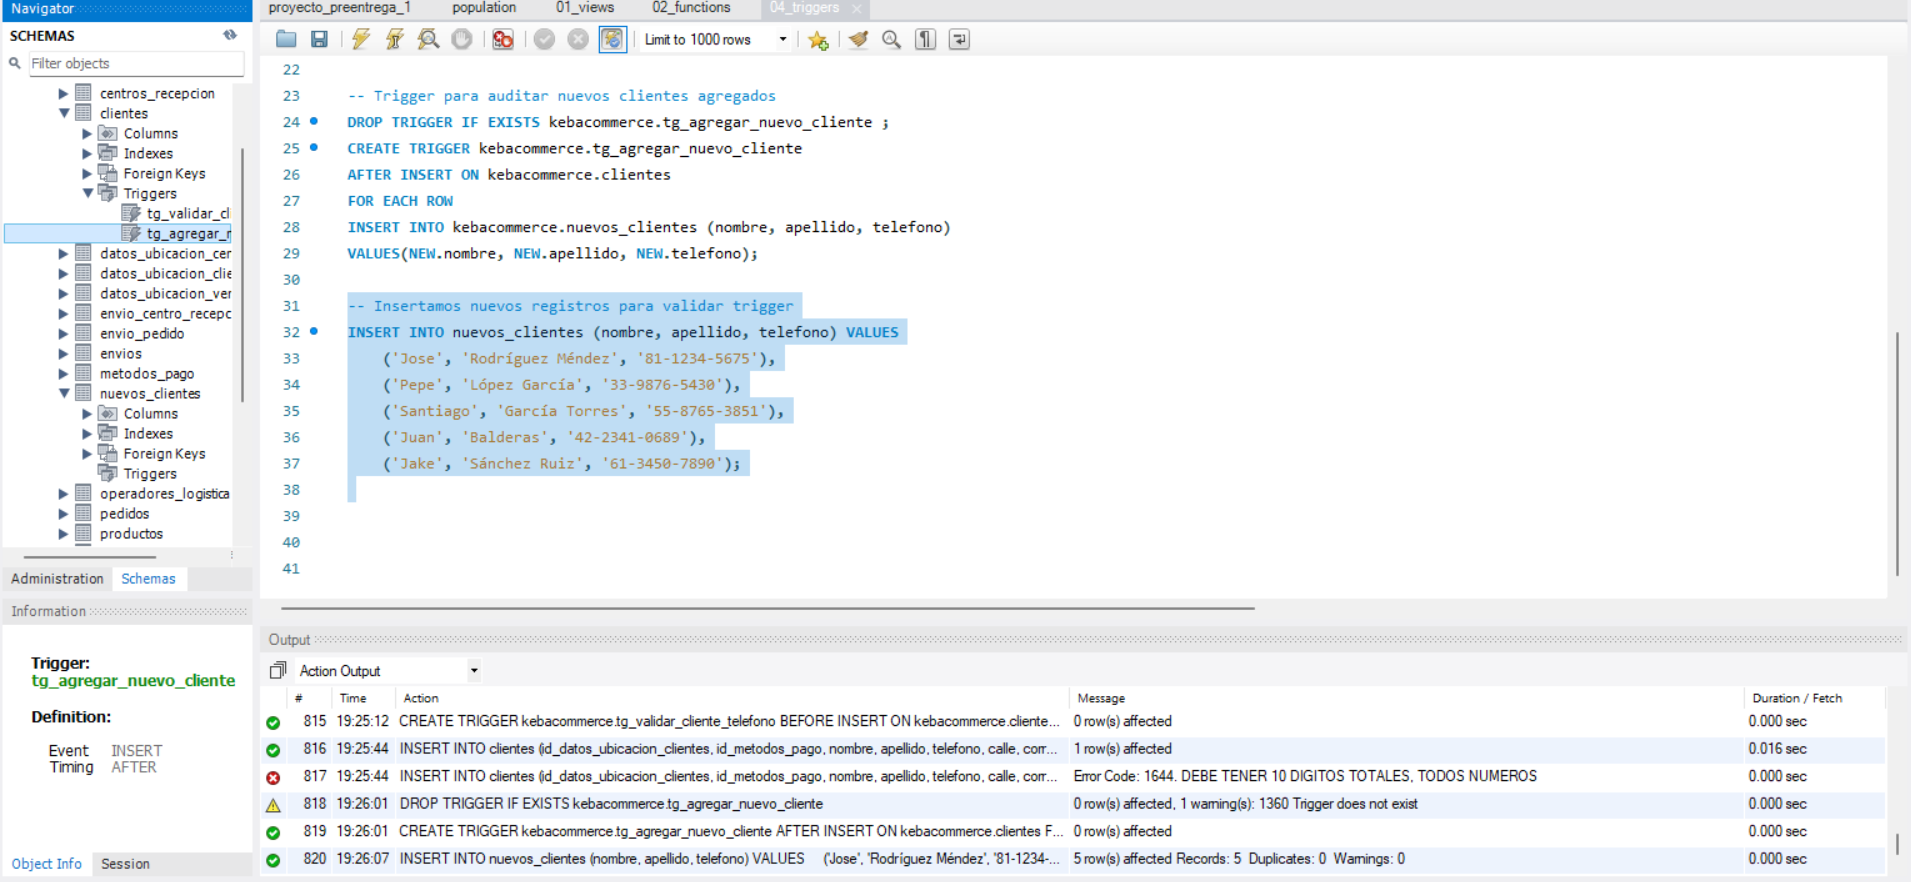 Navigator
proyecto_preentrega_1 population 01_views 02_functions 04_triggers
SCHEMAS
Filter objects
centros_recepcion
clientes
Columns
Indexes
Foreign Keys
Triggers
tg_validar_cl
tg_agregar_r
datos_ubicacion_cer
datos_ubicacion_clie
datos_ubicacion_ver
envio_centro_recepc
envio_pedido
envios
metodos_pago
nuevos_clientes
Columns
Indexes
Foreign Keys
Triggers
operadores_logistica
pedidos
productos
Administration Schemas
Information
Trigger:
tg_agregar_nuevo_cliente
Definition:
Event INSERT
Timing AFTER
Object Info Session
Limit to 1000 rows
22
23 -- Trigger para auditar nuevos clientes agregados
24 DROP TRIGGER IF EXISTS kebacommerce.tg_agregar_nuevo_cliente ;
25 CREATE TRIGGER kebacommerce.tg_agregar_nuevo_cliente
26 AFTER INSERT ON kebacommerce.clientes
27 FOR EACH ROW
28 INSERT INTO kebacommerce.nuevos_clientes (nombre, apellido, telefono)
29 VALUES(NEW.nombre, NEW.apellido, NEW.telefono);
30
31 -- Insertamos nuevos registros para validar trigger
32 INSERT INTO nuevos_clientes (nombre, apellido, telefono) VALUES
33 ('Jose', 'Rodríguez Méndez', '81-1234-5675'),
34 ('Pepe', 'López García', '33-9876-5430'),
35 ('Santiago', 'García Torres', '55-8765-3851'),
36 ('Juan', 'Balderas', '42-2341-0689'),
37 ('Jake', 'Sánchez Ruiz', '61-3450-7890');
38
39
40
41
Output
Action Output
# Time Action Message Duration / Fetch
815 19:25:12 CREATE TRIGGER kebacommerce.tg_validar_cliente_telefono BEFORE INSERT ON kebacommerce.cliente... 0 row(s) affected 0.000 sec
816 19:25:44 INSERT INTO clientes (id_datos_ubicacion_clientes, id_metodos_pago, nombre, apellido, telefono, calle, corr... 1 row(s) affected 0.016 sec
817 19:25:44 INSERT INTO clientes (id_datos_ubicacion_clientes, id_metodos_pago, nombre, apellido, telefono, calle, corr... Error Code: 1644. DEBE TENER 10 DIGITOS TOTALES, TODOS NUMEROS 0.000 sec
818 19:26:01 DROP TRIGGER IF EXISTS kebacommerce.tg_agregar_nuevo_cliente 0 row(s) affected, 1 warning(s): 1360 Trigger does not exist 0.000 sec
819 19:26:01 CREATE TRIGGER kebacommerce.tg_agregar_nuevo_cliente AFTER INSERT ON kebacommerce.clientes F... 0 row(s) affected 0.000 sec
820 19:26:07 INSERT INTO nuevos_clientes (nombre, apellido, telefono) VALUES ('Jose', 'Rodríguez Méndez', '81-1234-... 5 row(s) affected Records: 5 Duplicates: 0 Warnings: 0 0.000 sec